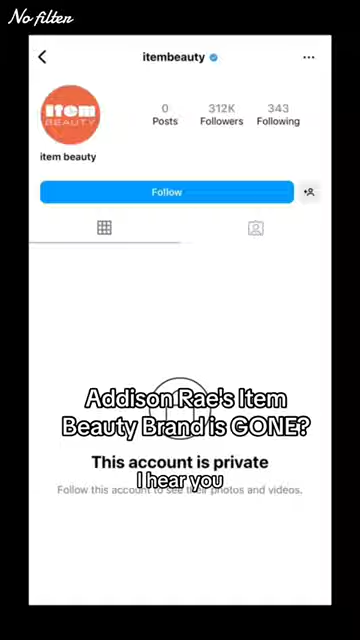 No filter
itembeauty
item
BEAUTY
0 312K 343
Posts Followers Following
item beauty
Follow
Addison Rae's Item
Beauty Brand is GONE?
This account is private
I hear you
Follow this account to see their photos and videos.